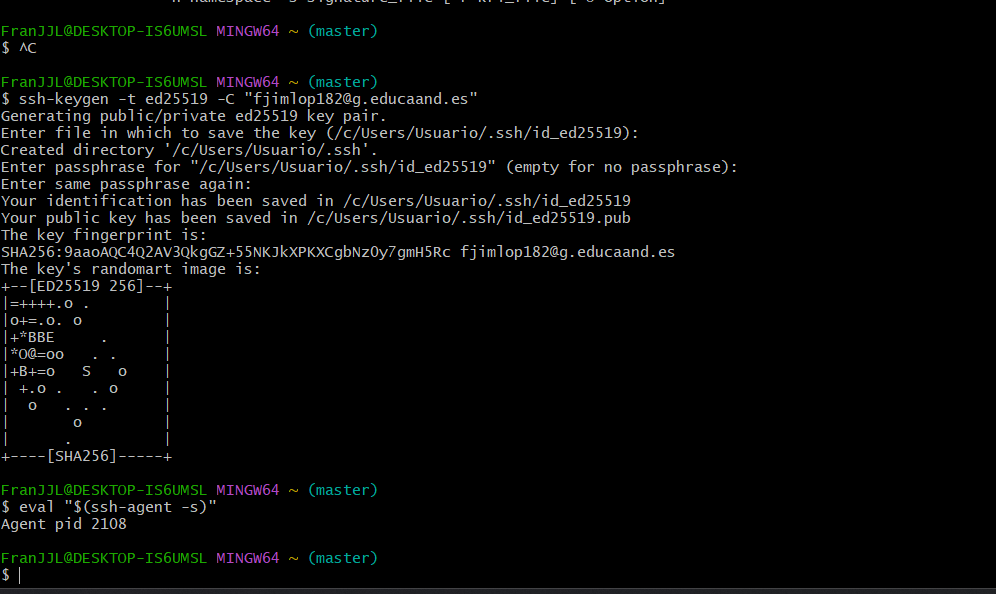 n namespace -s signature_file [-r krl_file] [-O option]
FranJJL@DESKTOP-IS6UMSL MINGW64 ~ (master)
$ ^C
FranJJL@DESKTOP-IS6UMSL MINGW64 ~ (master)
$ ssh-keygen -t ed25519 -C "fjimlop182@g.educaand.es"
Generating public/private ed25519 key pair.
Enter file in which to save the key (/c/Users/Usuario/.ssh/id_ed25519):
Created directory '/c/Users/Usuario/.ssh'.
Enter passphrase for "/c/Users/Usuario/.ssh/id_ed25519" (empty for no passphrase):
Enter same passphrase again:
Your identification has been saved in /c/Users/Usuario/.ssh/id_ed25519
Your public key has been saved in /c/Users/Usuario/.ssh/id_ed25519.pub
The key fingerprint is:
SHA256:9aaoAQC4Q2AV3QkgGZ+55NKJkXPKXCgbNzOy7gmH5Rc fjimlop182@g.educaand.es
The key's randomart image is:
+--[ED25519 256]--+
|=++++.o .        |
|o+=.o. o         |
|+*BBE     .      |
|*O@=oo   . .     |
|+B+=o   S   o    |
| +.o .   . o     |
|  o   . . .      |
|       o         |
|      .          |
+----[SHA256]-----+
FranJJL@DESKTOP-IS6UMSL MINGW64 ~ (master)
$ eval "$(ssh-agent -s)"
Agent pid 2108
FranJJL@DESKTOP-IS6UMSL MINGW64 ~ (master)
$